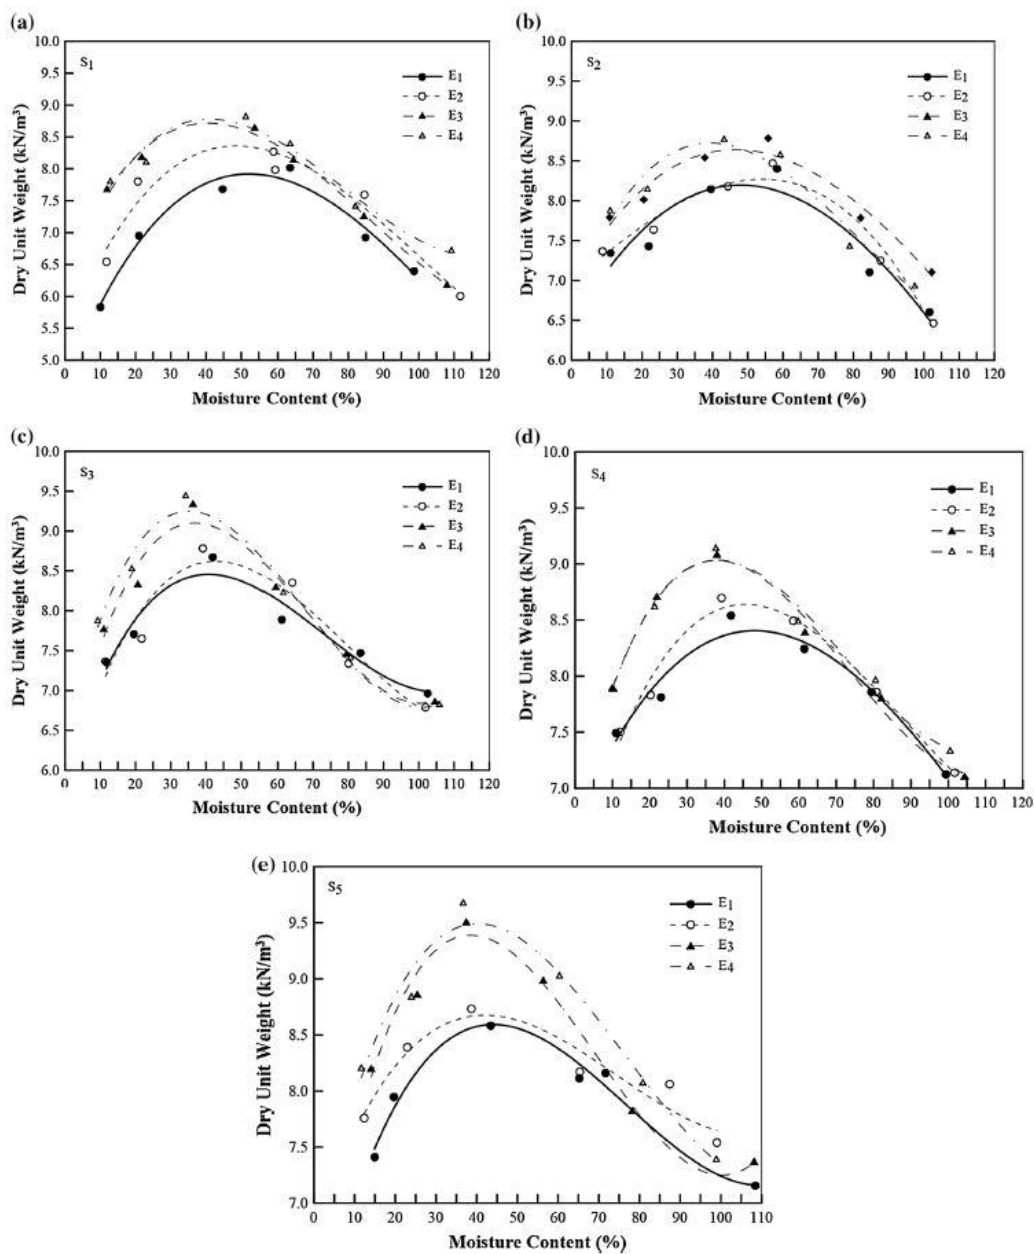 (a)
10.0
S1
E1
9.5
E2
9.0
E3
8.5
E4
8.0
7.5
7.0
6.5
6.0
5.5
5.0
Dry Unit Weight (kN/m³)
0 10 20 30 40 50 60 70 80 90 100 110 120
Moisture Content (%)
(b)
10.0
S2
E1
9.5
E2
9.0
E3
8.5
E4
8.0
7.5
7.0
6.5
6.0
Dry Unit Weight (kN/m³)
0 10 20 30 40 50 60 70 80 90 100 110 120
Moisture Content (%)
(c)
10.0
S3
E1
9.5
E2
9.0
E3
8.5
E4
8.0
7.5
7.0
6.5
6.0
Dry Unit Weight (kN/m³)
0 10 20 30 40 50 60 70 80 90 100 110 120
Moisture Content (%)
(d)
10.0
S4
E1
9.5
E2
E3
9.0
E4
8.5
8.0
7.5
7.0
Dry Unit Weight (kN/m³)
0 10 20 30 40 50 60 70 80 90 100 110 120
Moisture Content (%)
(e)
10.0
S5
E1
9.5
E2
E3
9.0
E4
8.5
8.0
7.5
7.0
Dry Unit Weight (kN/m³)
0 10 20 30 40 50 60 70 80 90 100 110
Moisture Content (%)